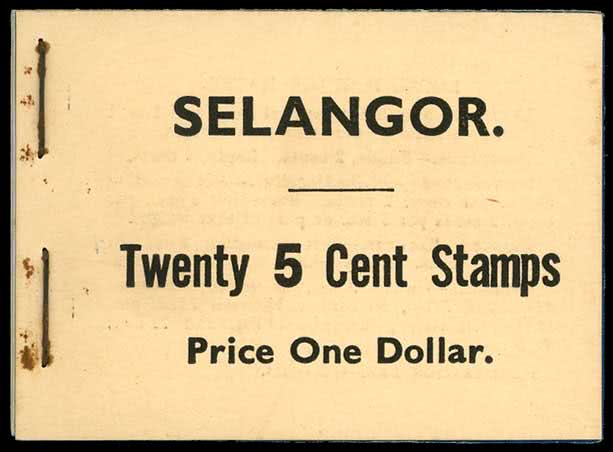 SELANGOR.
Twenty 5 Cent Stamps
Price One Dollar.